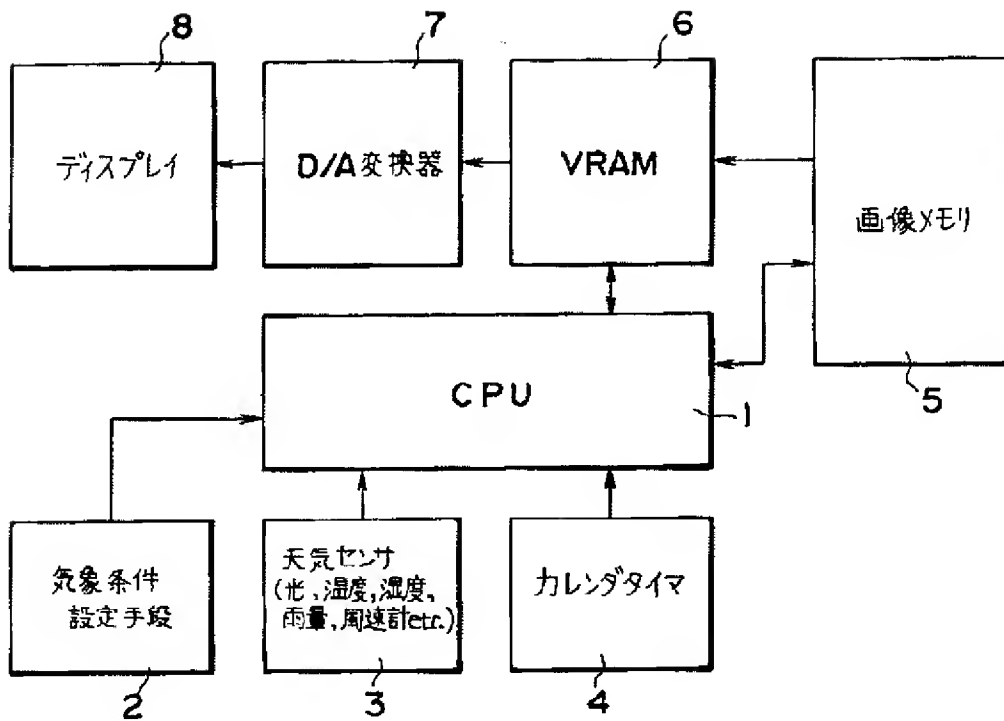 8
7
6
ディスプレイ
D/A変換器
VRAM
画像メモリ
5
CPU
1
気象条件
設定手段
2
天気センサ
(光,温度,湿度,
雨量,周速計etc.)
3
カレンダタイマ
4